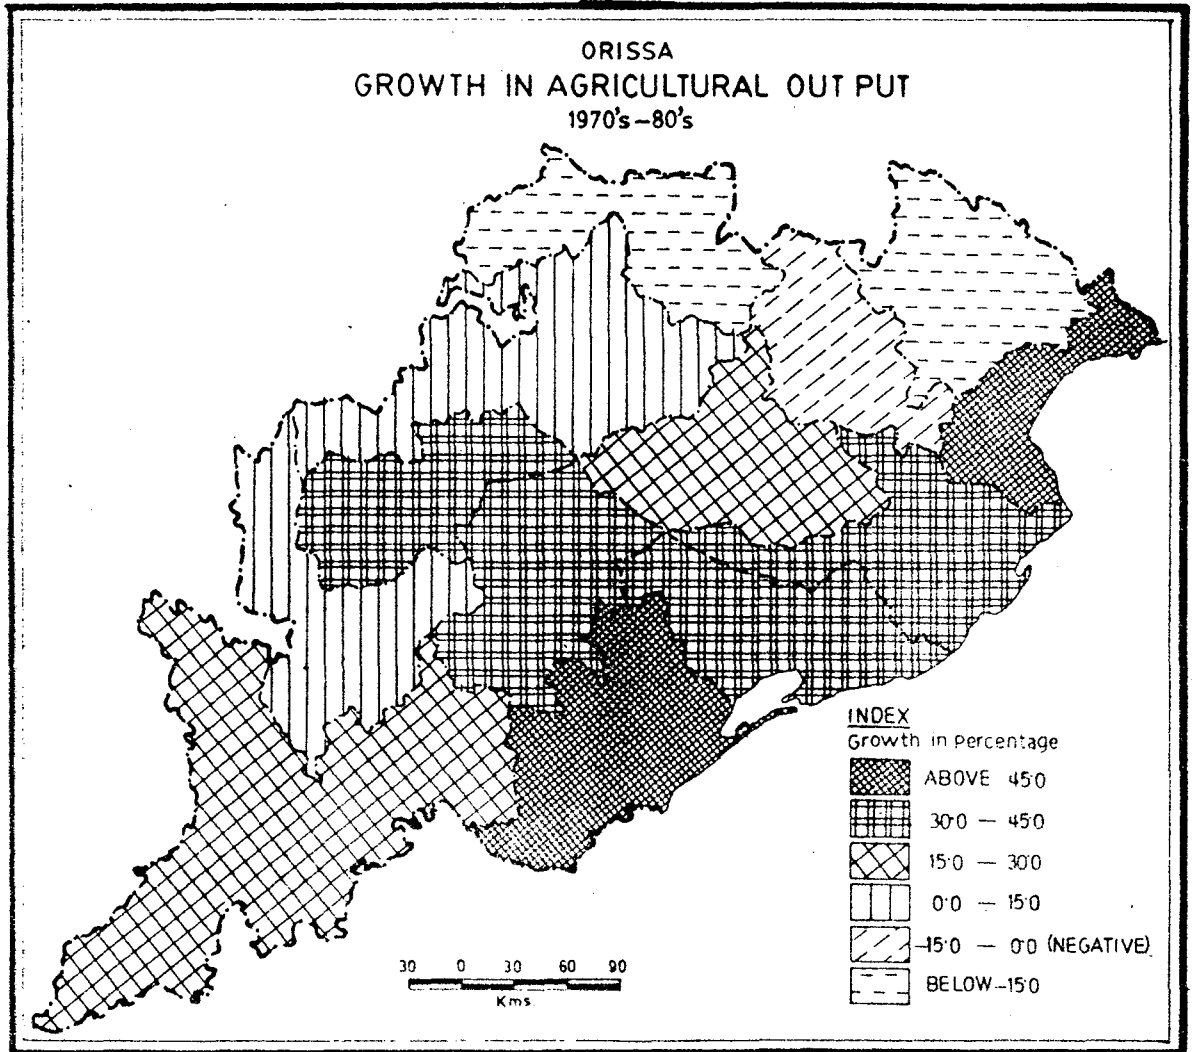 ORISSA
GROWTH IN AGRICULTURAL OUT PUT
1970's-80's
INDEX
Growth in Percentage
ABOVE 45·0
30·0 — 45·0
15·0 — 30·0
0·0 — 15·0
-15·0 — 0·0 (NEGATIVE)
BELOW -15·0
30 0 30 60 90
Kms.